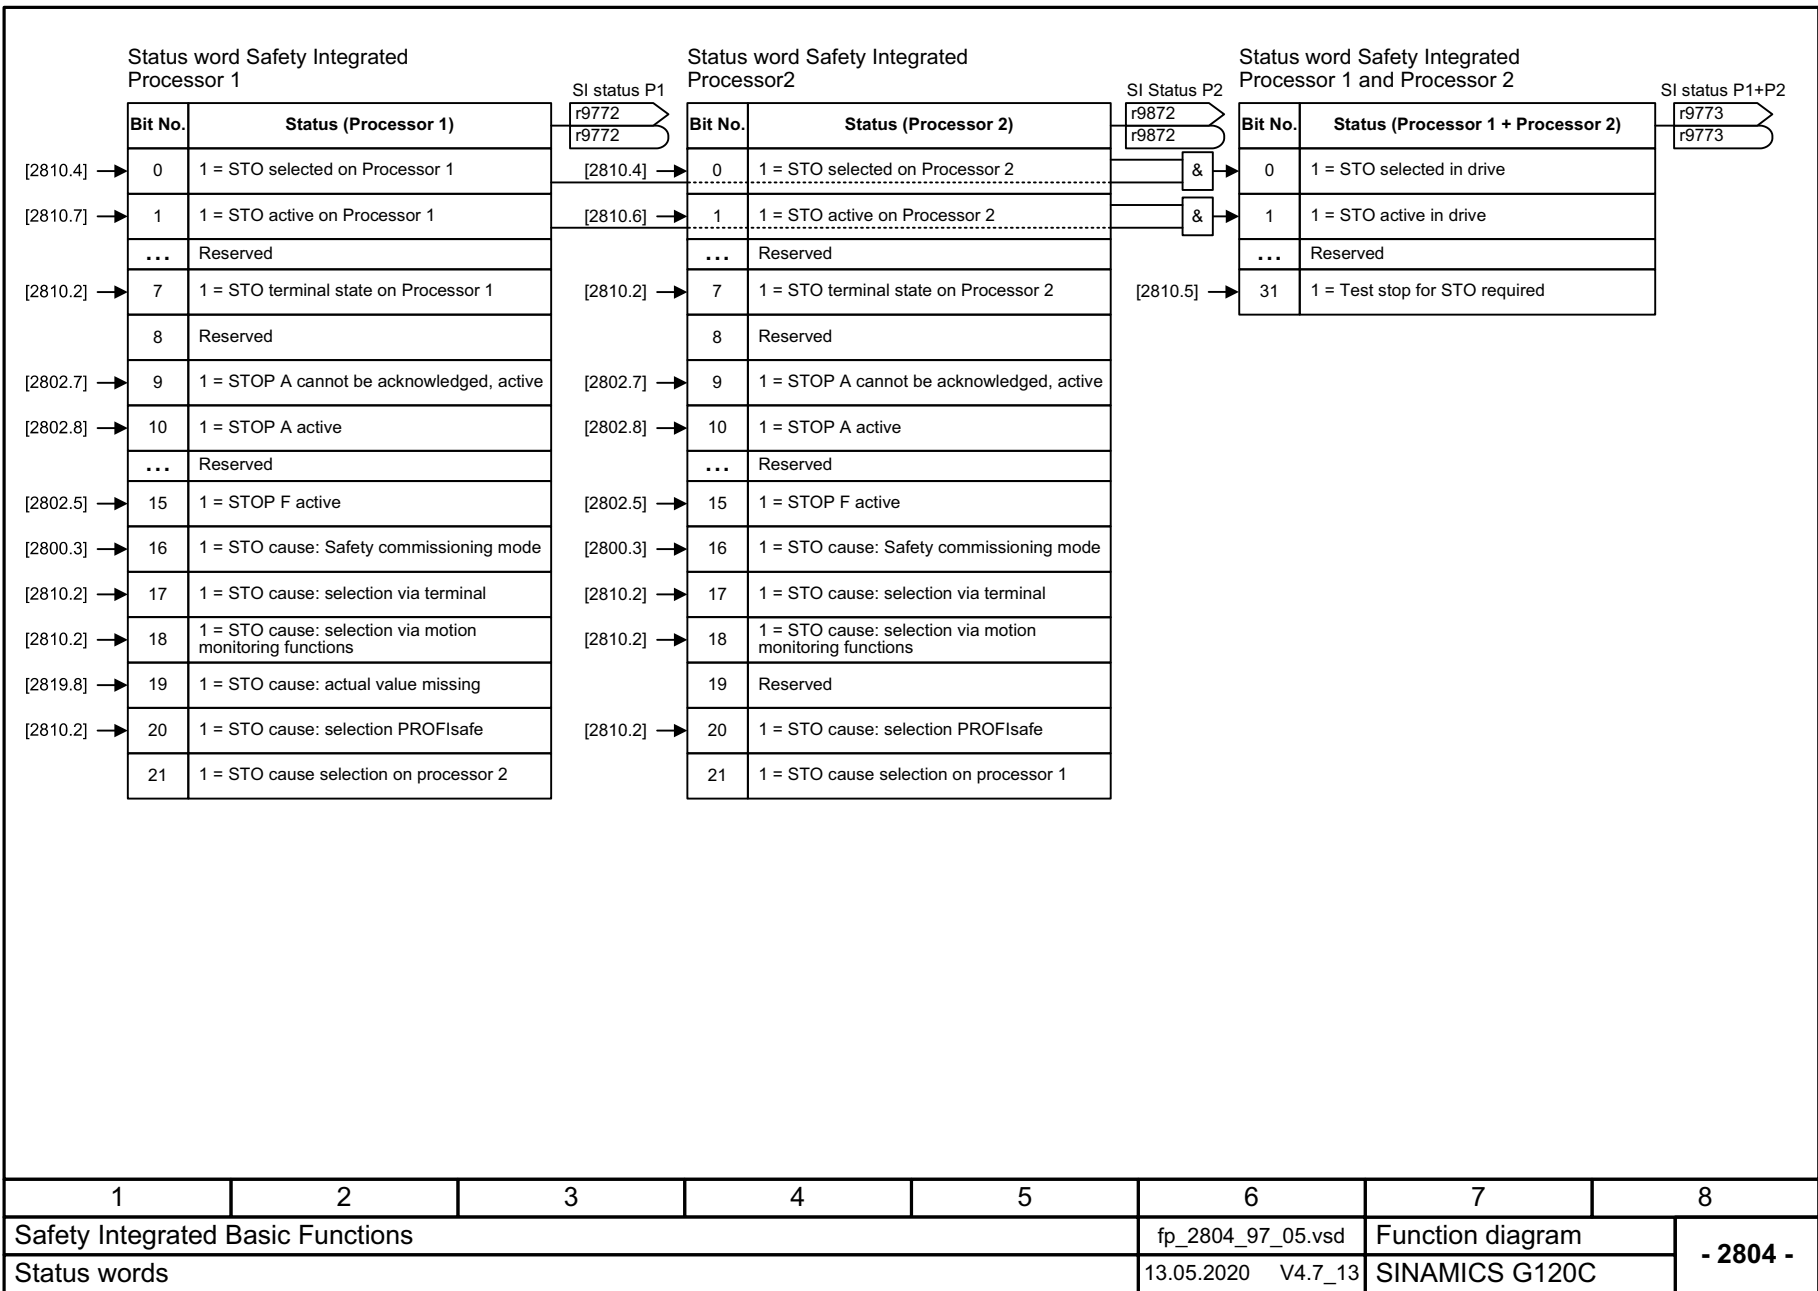 Status word Safety Integrated
Processor 1
SI status P1
r9772
r9772
Bit No. Status (Processor 1)
[2810.4] 0 1 = STO selected on Processor 1
[2810.7] 1 1 = STO active on Processor 1
... Reserved
[2810.2] 7 1 = STO terminal state on Processor 1
8 Reserved
[2802.7] 9 1 = STOP A cannot be acknowledged, active
[2802.8] 10 1 = STOP A active
... Reserved
[2802.5] 15 1 = STOP F active
[2800.3] 16 1 = STO cause: Safety commissioning mode
[2810.2] 17 1 = STO cause: selection via terminal
[2810.2] 18 1 = STO cause: selection via motion
monitoring functions
[2819.8] 19 1 = STO cause: actual value missing
[2810.2] 20 1 = STO cause: selection PROFIsafe
21 1 = STO cause selection on processor 2
Status word Safety Integrated
Processor2
SI Status P2
r9872
r9872
Bit No. Status (Processor 2)
[2810.4] 0 1 = STO selected on Processor 2
[2810.6] 1 1 = STO active on Processor 2
... Reserved
[2810.2] 7 1 = STO terminal state on Processor 2
8 Reserved
[2802.7] 9 1 = STOP A cannot be acknowledged, active
[2802.8] 10 1 = STOP A active
... Reserved
[2802.5] 15 1 = STOP F active
[2800.3] 16 1 = STO cause: Safety commissioning mode
[2810.2] 17 1 = STO cause: selection via terminal
[2810.2] 18 1 = STO cause: selection via motion
monitoring functions
19 Reserved
[2810.2] 20 1 = STO cause: selection PROFIsafe
21 1 = STO cause selection on processor 1
Status word Safety Integrated
Processor 1 and Processor 2
SI status P1+P2
r9773
r9773
Bit No. Status (Processor 1 + Processor 2)
& 0 1 = STO selected in drive
& 1 1 = STO active in drive
... Reserved
[2810.5] 31 1 = Test stop for STO required
1 2 3 4 5 6 7 8
Safety Integrated Basic Functions fp_2804_97_05.vsd Function diagram
- 2804 -
Status words 13.05.2020 V4.7_13 SINAMICS G120C